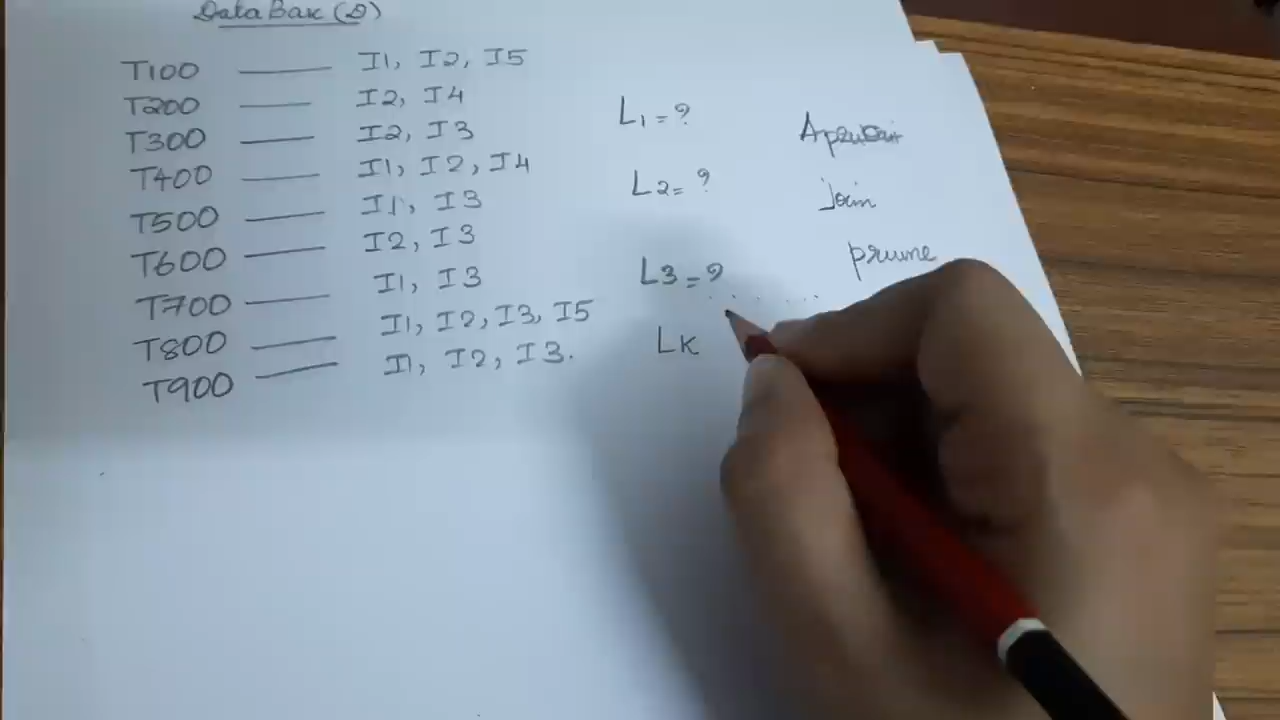 DataBase (D)
T100 —— I1, I2, I5
T200 —— I2, I4
T300 —— I2, I3
T400 —— I1, I2, I4
T500 —— I1, I3
T600 —— I2, I3
T700 —— I1, I3
T800 —— I1, I2, I3, I5
T900 —— I1, I2, I3.
L1 = ?
L2 = ?
L3 = ?
.......
LK
Apriori
Join
prune